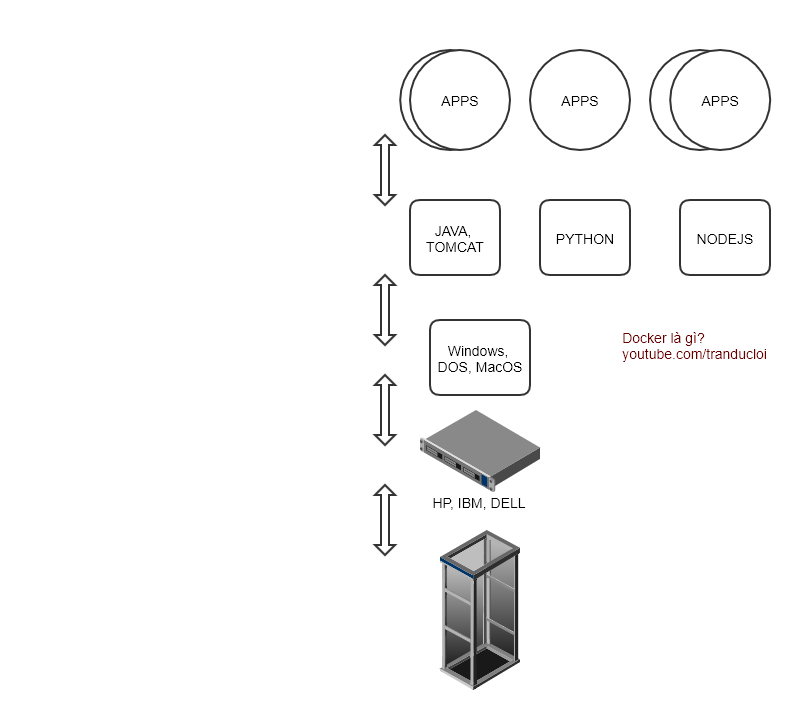 APPS
APPS
APPS
JAVA,
TOMCAT
PYTHON
NODEJS
Windows,
DOS, MacOS
Docker là gì?
youtube.com/tranducloi
HP, IBM, DELL